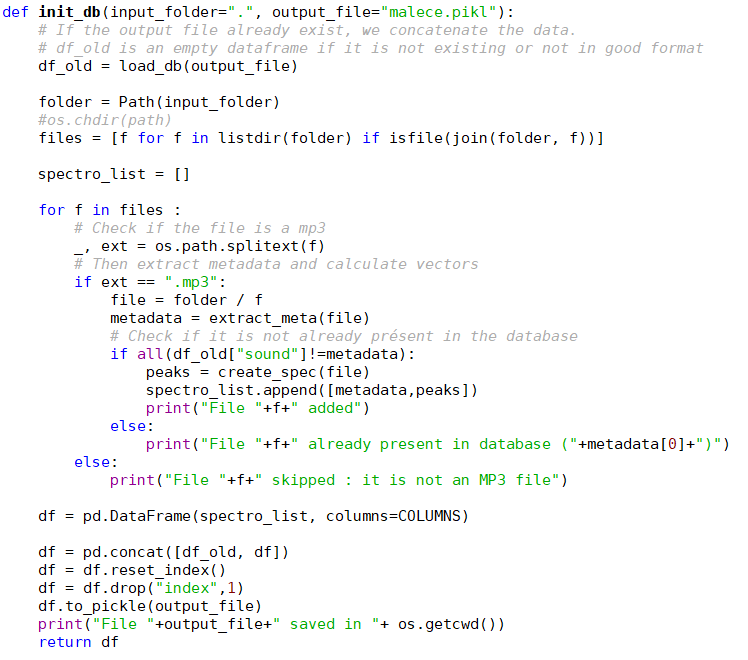 def init_db(input_folder=".", output_file="malece.pikl"):
    # If the output file already exist, we concatenate the data.
    # df_old is an empty dataframe if it is not existing or not in good format
    df_old = load_db(output_file)

    folder = Path(input_folder)
    #os.chdir(path)
    files = [f for f in listdir(folder) if isfile(join(folder, f))]

    spectro_list = []

    for f in files :
        # Check if the file is a mp3
        _, ext = os.path.splitext(f)
        # Then extract metadata and calculate vectors
        if ext == ".mp3":
            file = folder / f
            metadata = extract_meta(file)
            # Check if it is not already présent in the database
            if all(df_old["sound"]!=metadata):
                peaks = create_spec(file)
                spectro_list.append([metadata,peaks])
                print("File "+f+" added")
            else:
                print("File "+f+" already present in database ("+metadata[0]+")")
        else:
            print("File "+f+" skipped : it is not an MP3 file")

    df = pd.DataFrame(spectro_list, columns=COLUMNS)

    df = pd.concat([df_old, df])
    df = df.reset_index()
    df = df.drop("index",1)
    df.to_pickle(output_file)
    print("File "+output_file+" saved in "+ os.getcwd())
    return df